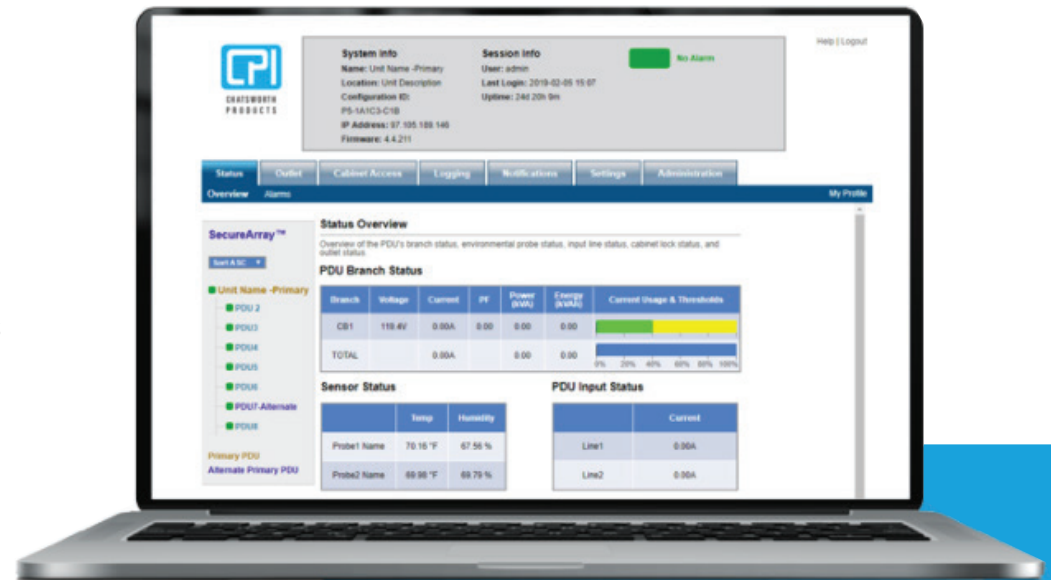 CPI
CHATSWORTH
PRODUCTS
System Info
Name: Unit Name -Primary
Location: Unit Description
Configuration ID:
P5-1A1C3-C1B
IP Address: 97.105.189.146
Firmware: 4.4.211
Session Info
User: admin
Last Login: 2019-02-05 15:07
Uptime: 24d 20h 9m
No Alarm
Help | Logout
Status Outlet Cabinet Access Logging Notifications Settings Administration
Overview Alarms My Profile
SecureArray™
Sort ASC
Unit Name -Primary
PDU 2
PDU3
PDU4
PDU5
PDU6
PDU7-Alternate
PDU8
Primary PDU
Alternate Primary PDU
Status Overview
Overview of the PDU's branch status, environmental probe status, input line status, cabinet lock status, and
outlet status.
PDU Branch Status
Branch Voltage Current PF Power (kVA) Energy (kVAh) Current Usage & Thresholds
CB1 119.4V 0.00A 0.00 0.00 0.00
TOTAL 0.00A 0.00 0.00
0% 20% 40% 60% 80% 100%
Sensor Status
Temp Humidity
Probe1 Name 70.16 °F 67.56 %
Probe2 Name 69.98 °F 69.79 %
PDU Input Status
Current
Line1 0.00A
Line2 0.00A